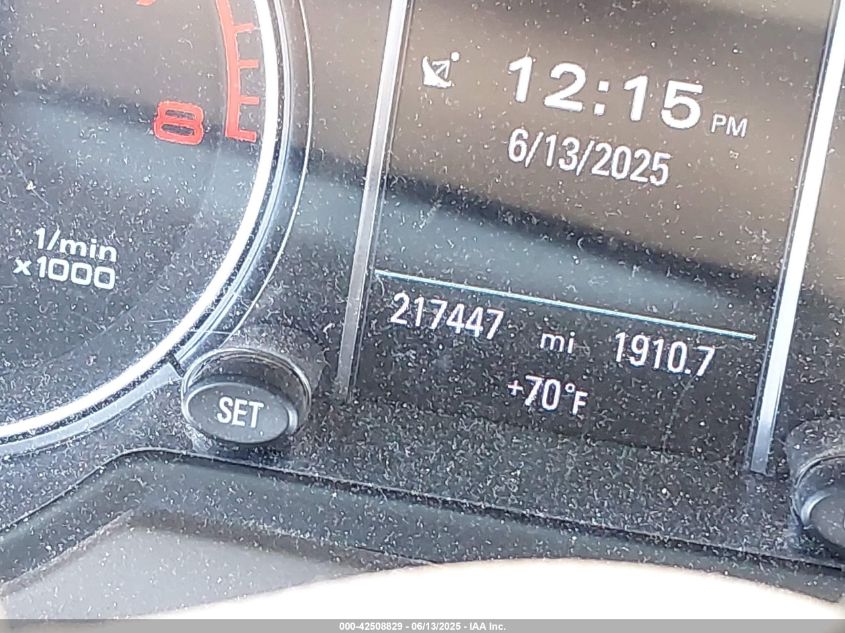 12:15 PM
6/13/2025
8
1/min
x1000
217447 mi 1910.7
+70°F
SET
000-42508829 - 06/13/2025 - IAA Inc.